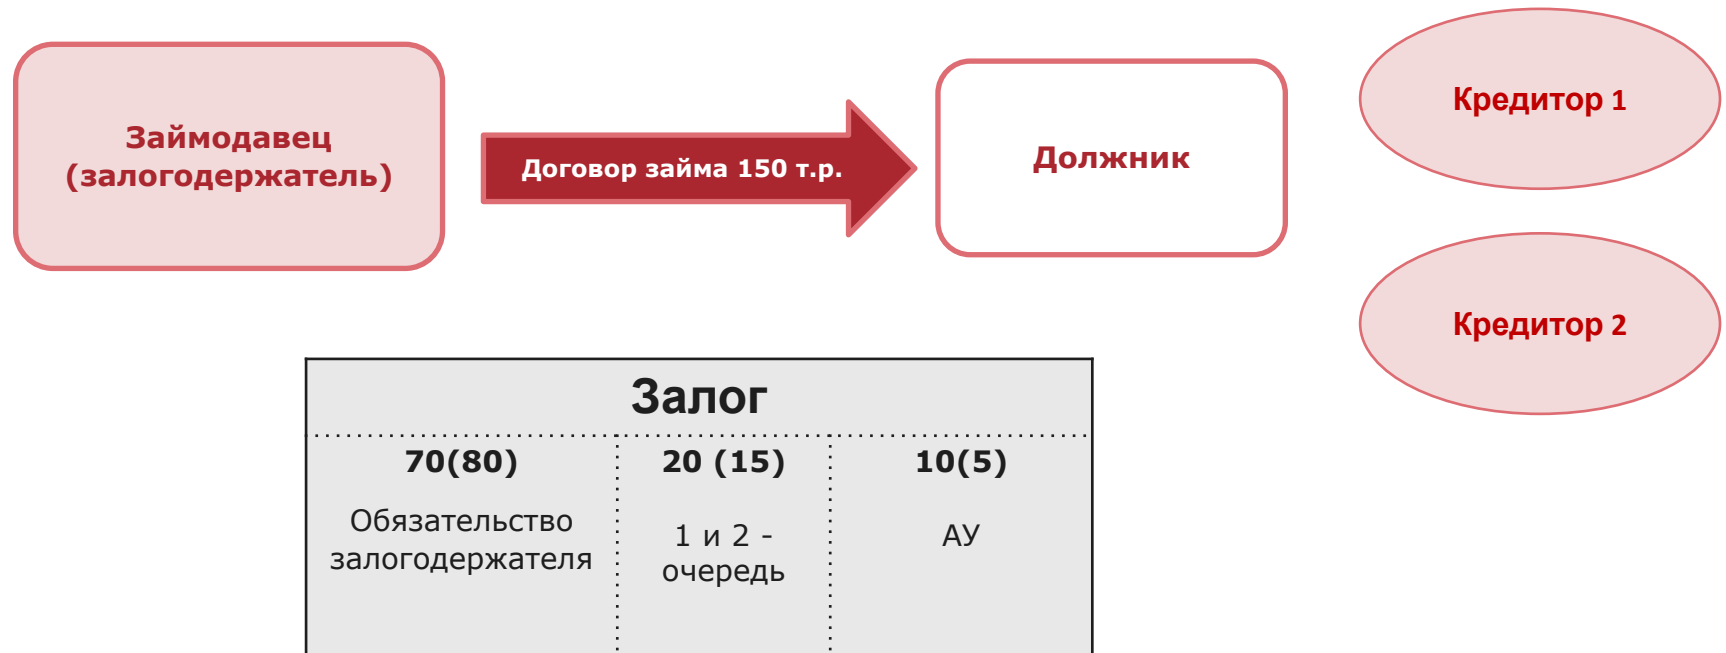 Займодавец
(залогодержатель)
Договор займа 150 т.р.
Должник
Кредитор 1
Кредитор 2
Залог
70(80)
Обязательство
залогодержателя
20 (15)
1 и 2 -
очередь
10(5)
АУ